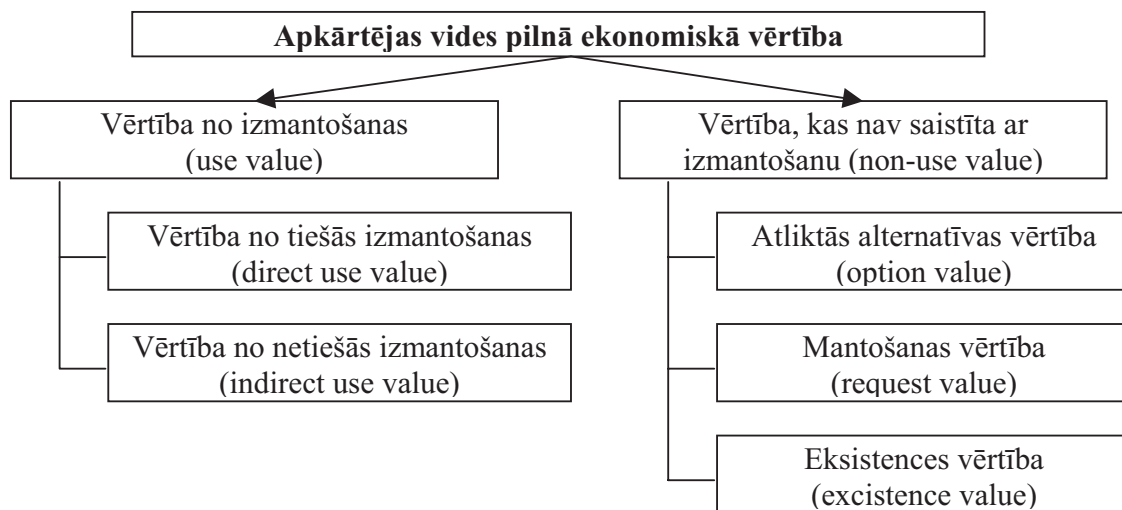 Apkārtējas vides pilnā ekonomiskā vērtība
Vērtība no izmantošanas
(use value)
Vērtība no tiešās izmantošanas
(direct use value)
Vērtība no netiešās izmantošanas
(indirect use value)
Vērtība, kas nav saistīta ar
izmantošanu (non-use value)
Atliktās alternatīvas vērtība
(option value)
Mantošanas vērtība
(request value)
Eksistences vērtība
(excistence value)